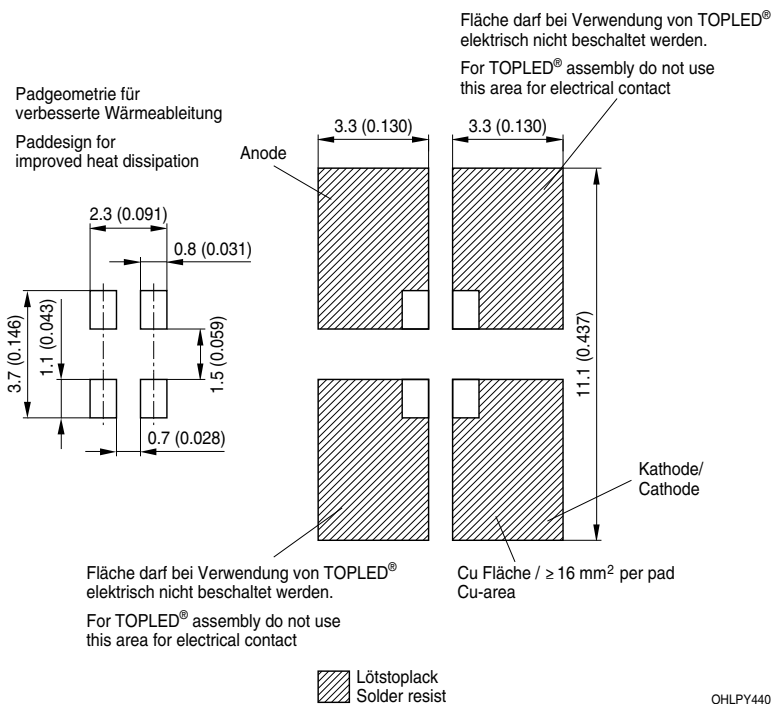 Fläche darf bei Verwendung von TOPLED®
elektrisch nicht beschaltet werden.
For TOPLED® assembly do not use
this area for electrical contact
Padgeometrie für
verbesserte Wärmeableitung
Paddesign for
improved heat dissipation
Anode
3.3 (0.130)
3.3 (0.130)
2.3 (0.091)
0.8 (0.031)
3.7 (0.146)
1.1 (0.043)
1.5 (0.059)
0.7 (0.028)
11.1 (0.437)
Kathode/
Cathode
Fläche darf bei Verwendung von TOPLED®
elektrisch nicht beschaltet werden.
For TOPLED® assembly do not use
this area for electrical contact
Cu Fläche / ≥ 16 mm² per pad
Cu-area
Lötstoplack
Solder resist
OHLPY440